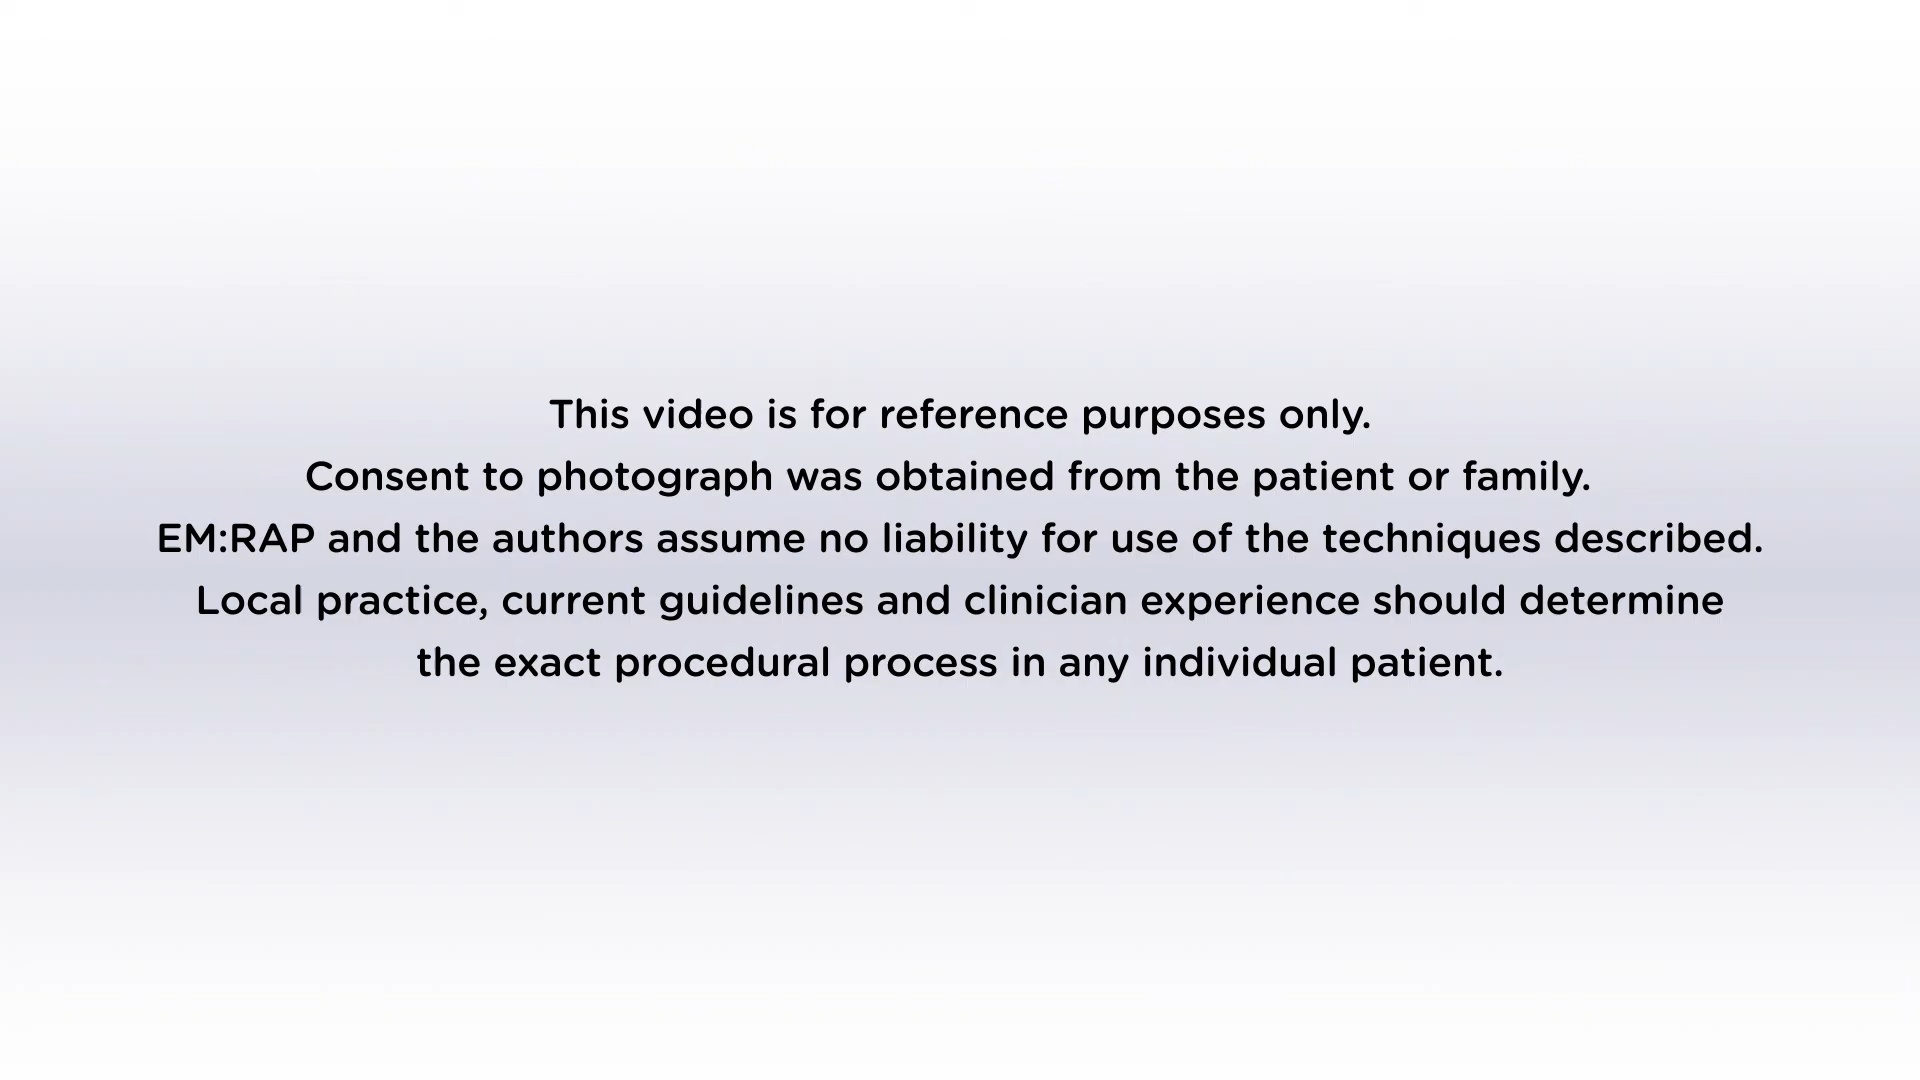 This video is for reference purposes only.
Consent to photograph was obtained from the patient or family.
EM:RAP and the authors assume no liability for use of the techniques described.
Local practice, current guidelines and clinician experience should determine
the exact procedural process in any individual patient.